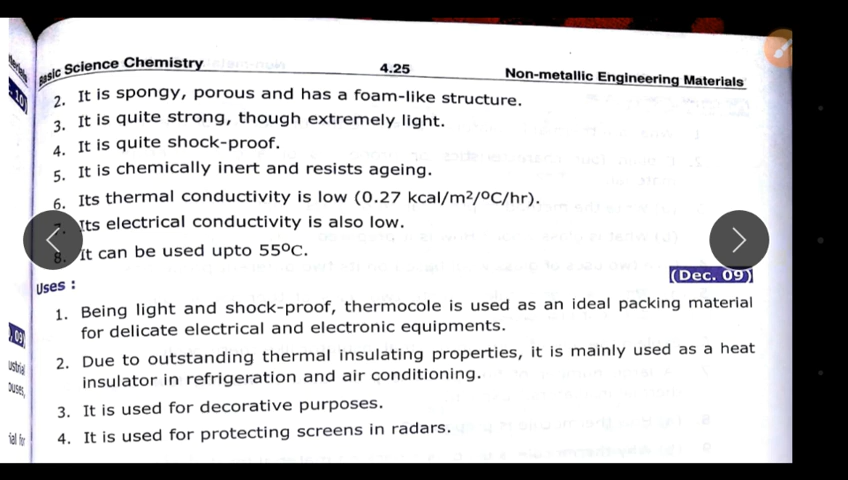 Basic Science Chemistry
4.25
Non-metallic Engineering Materials
2. It is spongy, porous and has a foam-like structure.
3. It is quite strong, though extremely light.
4. It is quite shock-proof.
5. It is chemically inert and resists ageing.
6. Its thermal conductivity is low (0.27 kcal/m²/ºC/hr).
7. Its electrical conductivity is also low.
8. It can be used upto 55ºC.
Uses :
(Dec. 09)
1. Being light and shock-proof, thermocole is used as an ideal packing material
for delicate electrical and electronic equipments.
2. Due to outstanding thermal insulating properties, it is mainly used as a heat
insulator in refrigeration and air conditioning.
3. It is used for decorative purposes.
4. It is used for protecting screens in radars.